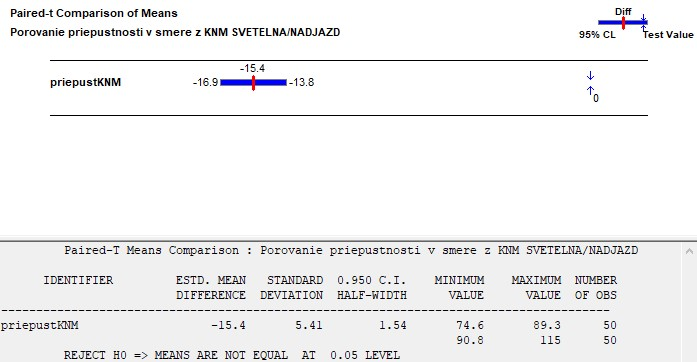 Paired-t Comparison of Means
Porovanie priepustnosti v smere z KNM SVETELNA/NADJAZD
Diff
95% CL Test Value
-15.4
priepustKNM -16.9 -13.8
0
Paired-T Means Comparison : Porovanie priepustnosti v smere z KNM SVETELNA/NADJAZD
IDENTIFIER ESTD. MEAN STANDARD 0.950 C.I. MINIMUM MAXIMUM NUMBER
DIFFERENCE DEVIATION HALF-WIDTH VALUE VALUE OF OBS
priepustKNM -15.4 5.41 1.54 74.6 89.3 50
90.8 115 50
REJECT H0 => MEANS ARE NOT EQUAL AT 0.05 LEVEL